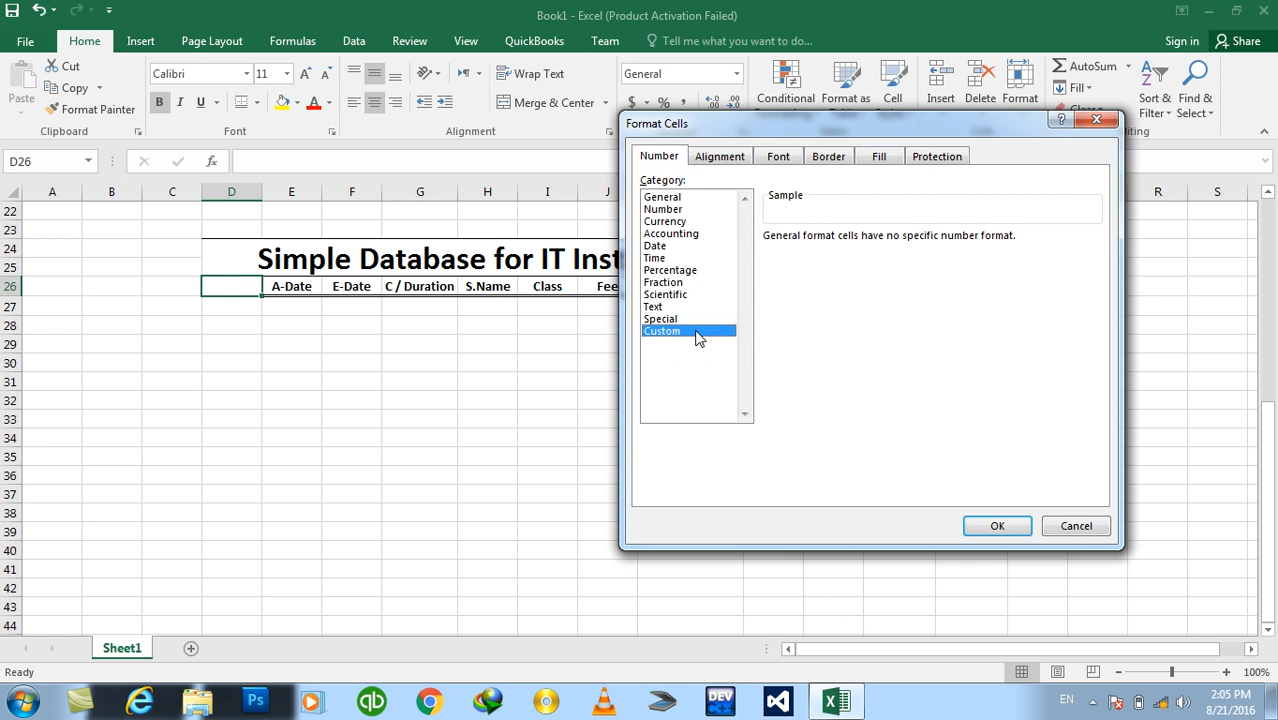 Book1 - Excel (Product Activation Failed)
File Home Insert Page Layout Formulas Data Review View QuickBooks Team Tell me what you want to do... Sign in Share
Cut
Copy
Format Painter
Paste
Clipboard
Calibri 11
B I U
Font
Wrap Text
Merge & Center
Alignment
General
$ % ,
Conditional
Format as
Cell
Insert Delete Format
AutoSum
Fill
Sort &
Filter
Find &
Select
D26
A B C D E F G H I J R S
22
23
24
25
26
27
28
29
30
31
32
33
34
35
36
37
38
39
40
41
42
43
44
Simple Database for IT Inst
A-Date E-Date C / Duration S.Name Class Fee
Format Cells
Number Alignment Font Border Fill Protection
Category:
General
Number
Currency
Accounting
Date
Time
Percentage
Fraction
Scientific
Text
Special
Custom
Sample
General format cells have no specific number format.
OK Cancel
Sheet1
Ready
100%
Ps
qb
DEV
EN
2:05 PM
8/21/2016